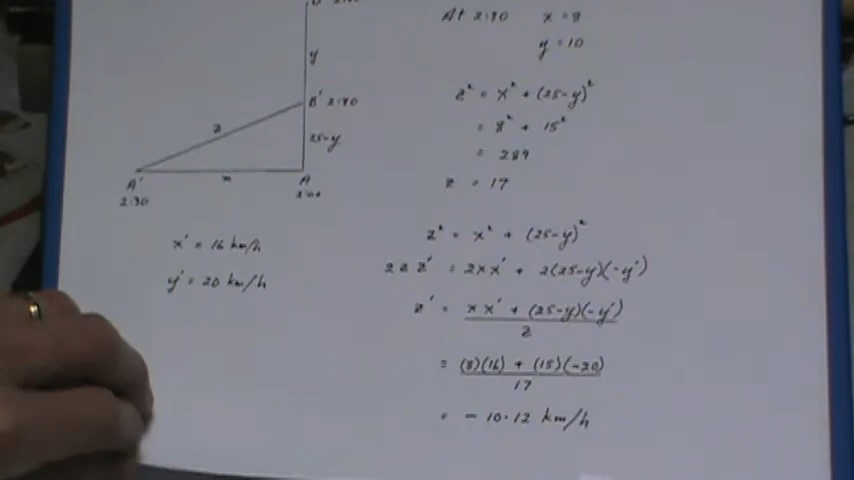 y
B' 2:30
z
25-y
A'
x
A
2:30
2:00
x' = 16 km/h
y' = 20 km/h
At 2:30 x = 8
y = 10
z² = x² + (25-y)²
= 8² + 15²
= 289
z = 17
z² = x² + (25-y)²
2 z z' = 2xx' + 2(25-y)(-y')
z' = x x' + (25-y)(-y')
z
= (8)(16) + (15)(-20)
17
= - 10.12 km/h